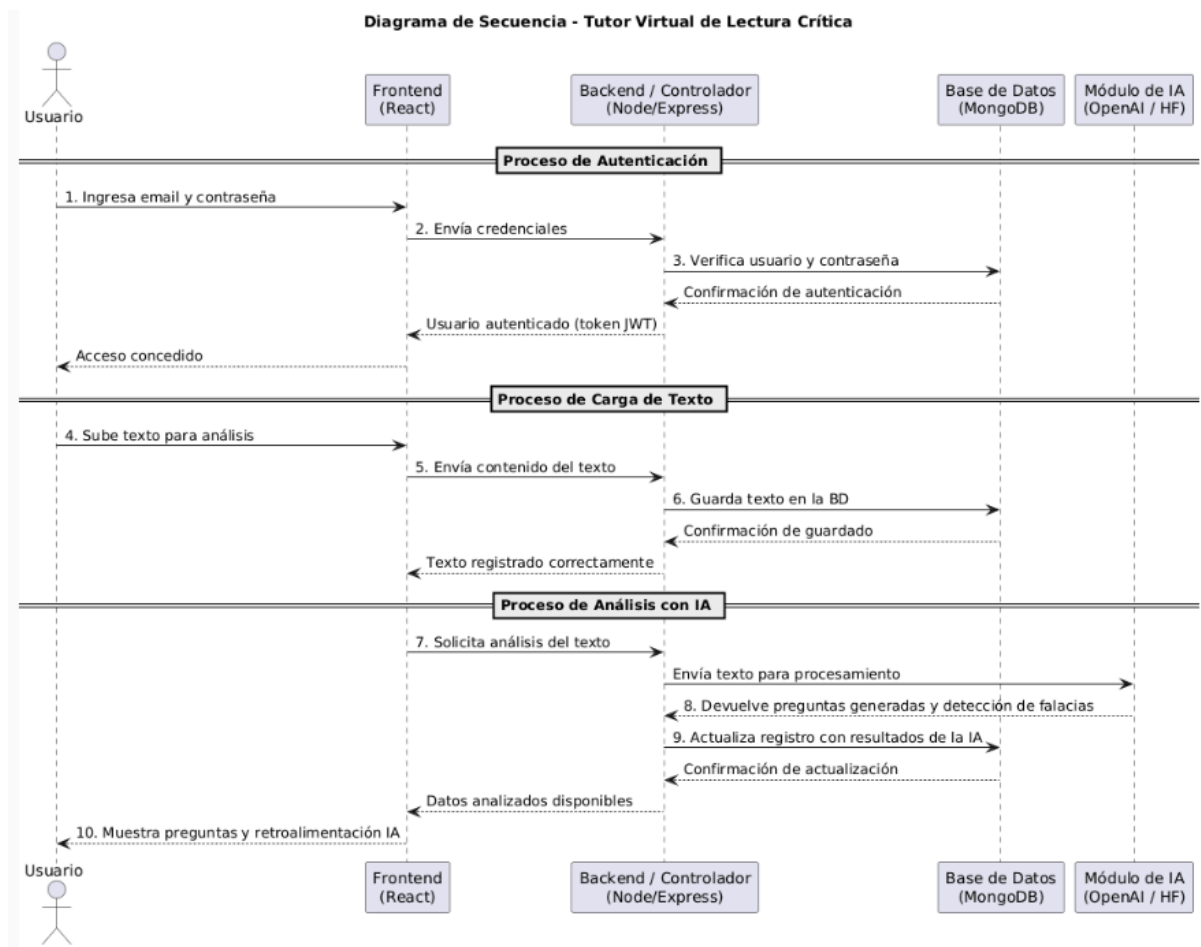 Diagrama de Secuencia - Tutor Virtual de Lectura Crítica
Usuario
Frontend
(React)
Backend / Controlador
(Node/Express)
Base de Datos
(MongoDB)
Módulo de IA
(OpenAI / HF)
Proceso de Autenticación
1. Ingresa email y contraseña
2. Envía credenciales
3. Verifica usuario y contraseña
Confirmación de autenticación
Usuario autenticado (token JWT)
Acceso concedido
Proceso de Carga de Texto
4. Sube texto para análisis
5. Envía contenido del texto
6. Guarda texto en la BD
Confirmación de guardado
Texto registrado correctamente
Proceso de Análisis con IA
7. Solicita análisis del texto
Envía texto para procesamiento
8. Devuelve preguntas generadas y detección de falacias
9. Actualiza registro con resultados de la IA
Confirmación de actualización
Datos analizados disponibles
10. Muestra preguntas y retroalimentación IA
Usuario
Frontend
(React)
Backend / Controlador
(Node/Express)
Base de Datos
(MongoDB)
Módulo de IA
(OpenAI / HF)